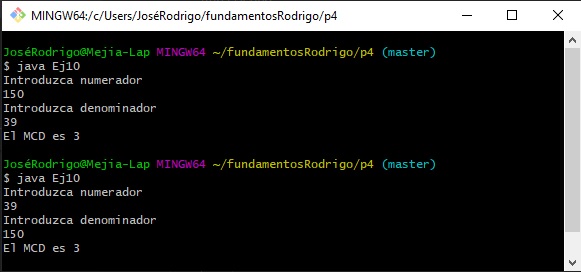 MINGW64:/c/Users/JoséRodrigo/fundamentosRodrigo/p4
JoséRodrigo@Mejia-Lap MINGW64 ~/fundamentosRodrigo/p4 (master)
$ java Ej10
Introduzca numerador
150
Introduzca denominador
39
El MCD es 3
JoséRodrigo@Mejia-Lap MINGW64 ~/fundamentosRodrigo/p4 (master)
$ java Ej10
Introduzca numerador
39
Introduzca denominador
150
El MCD es 3